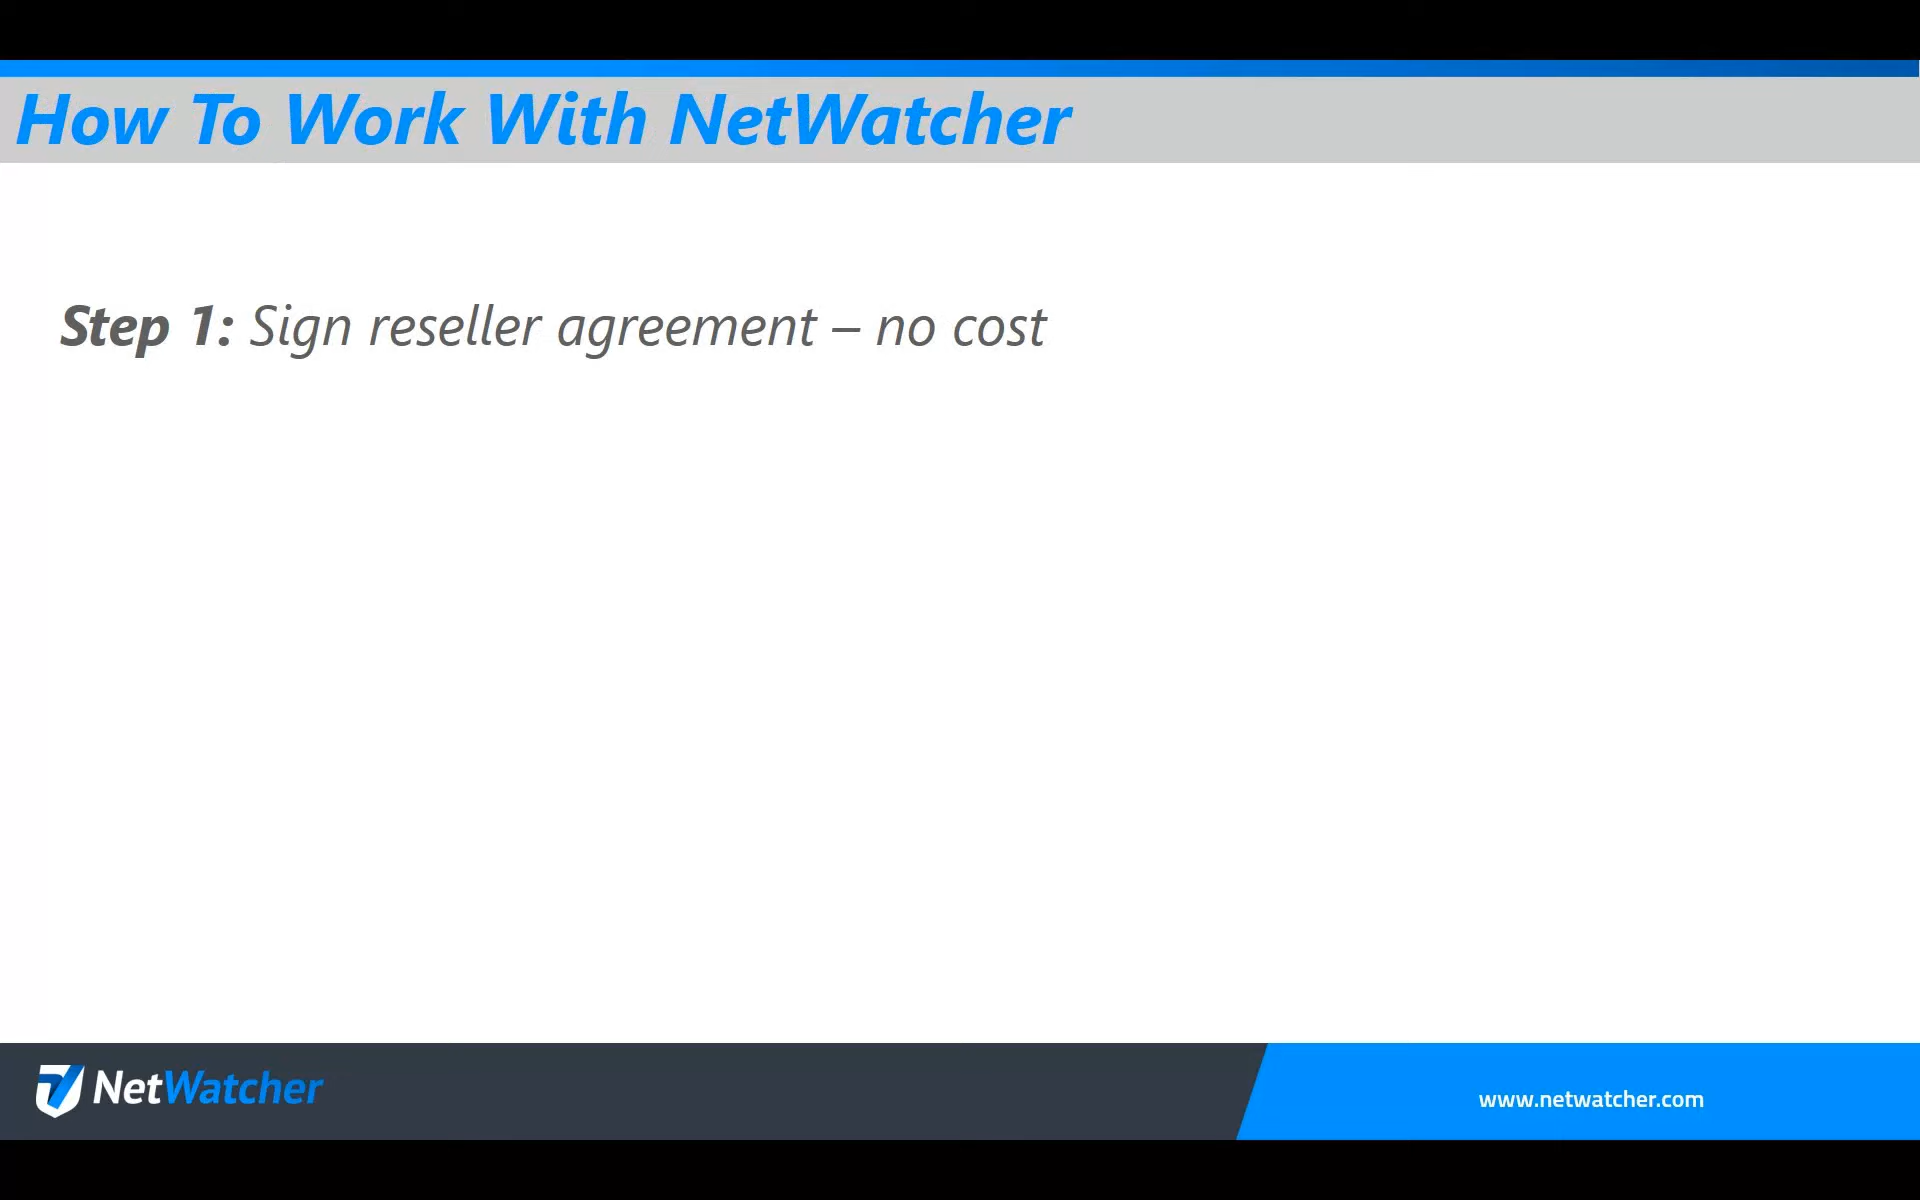 How To Work With NetWatcher
Step 1: Sign reseller agreement – no cost
NetWatcher
www.netwatcher.com